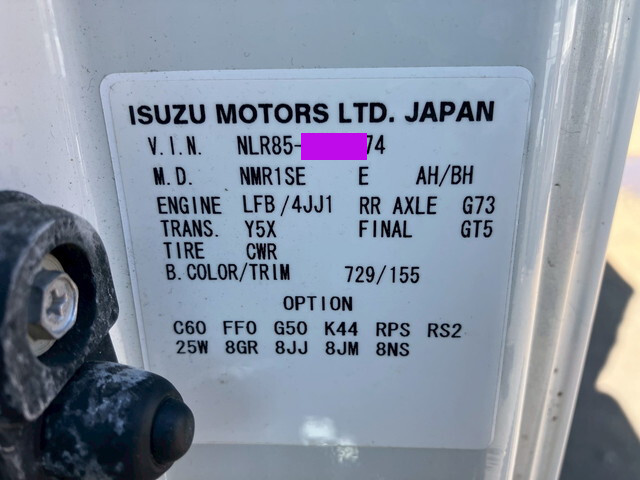 ISUZU MOTORS LTD. JAPAN
V.I.N. NLR85- 74
M.D. NMR1SE E AH/BH
ENGINE LFB/4JJ1 RR AXLE G73
TRANS. Y5X FINAL GT5
TIRE CWR
B.COLOR/TRIM 729/155
OPTION
C60 FF0 G50 K44 RPS RS2
25W 8GR 8JJ 8JM 8NS